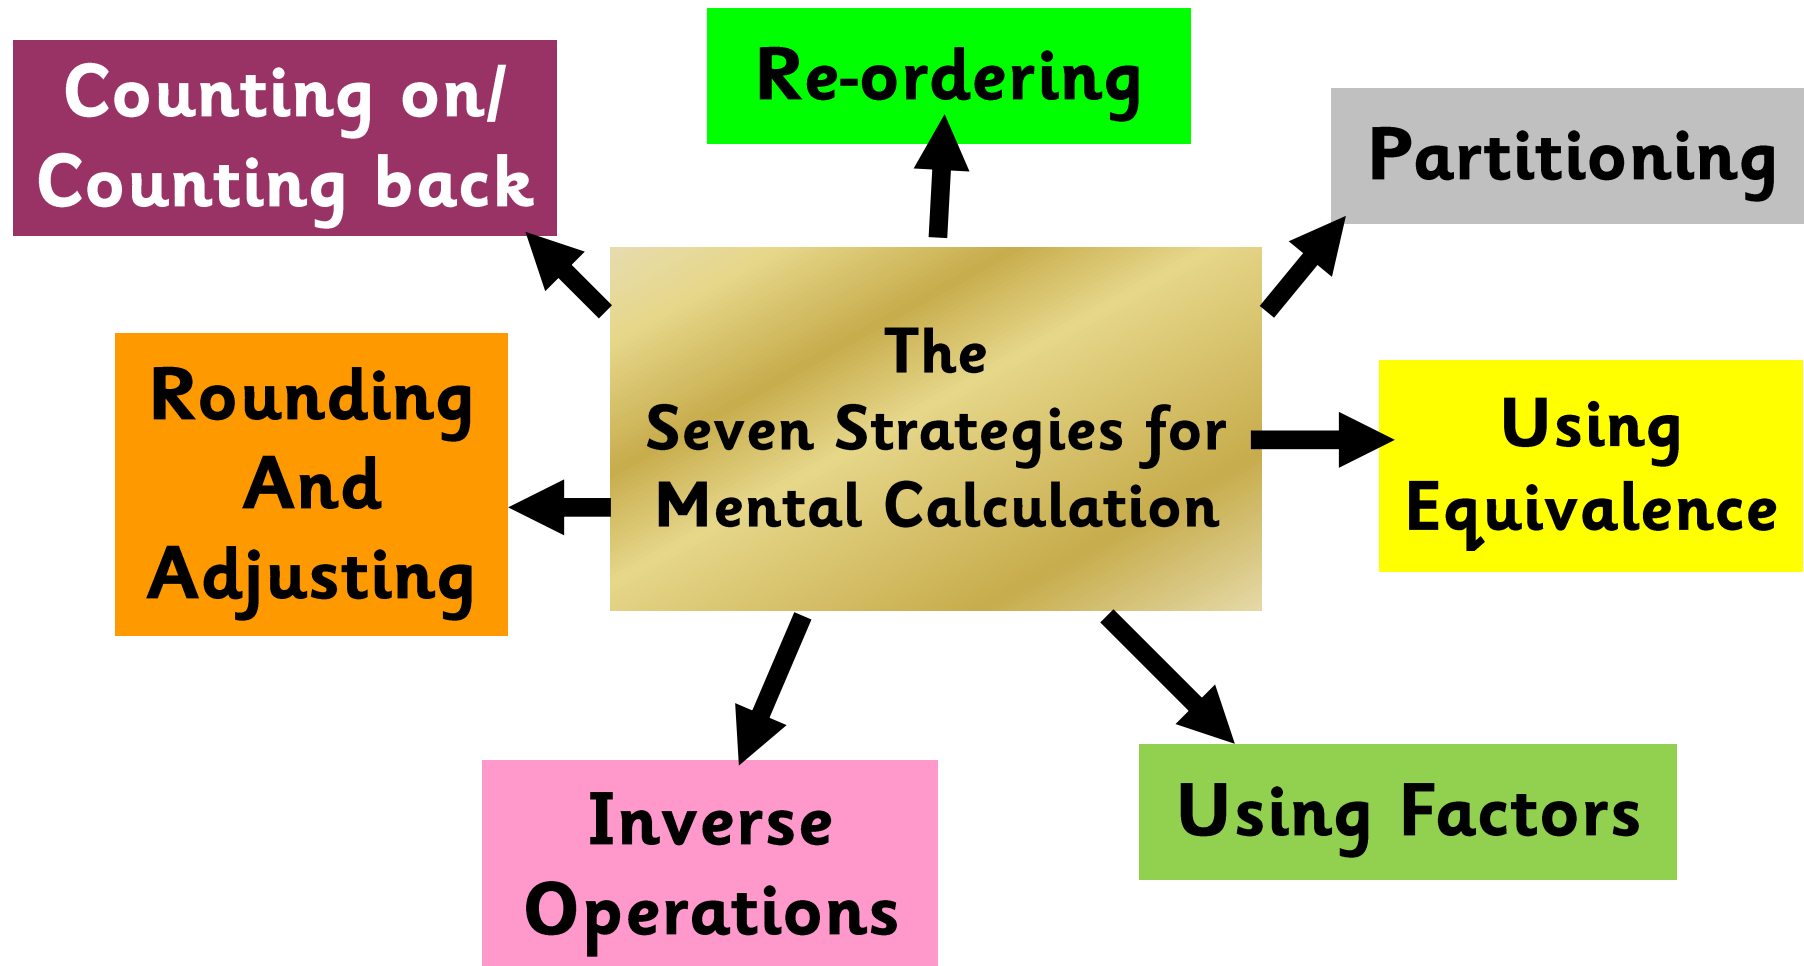 Counting on/
Counting back
Re-ordering
Partitioning
The
Seven Strategies for
Mental Calculation
Rounding
And
Adjusting
Using
Equivalence
Inverse
Operations
Using Factors